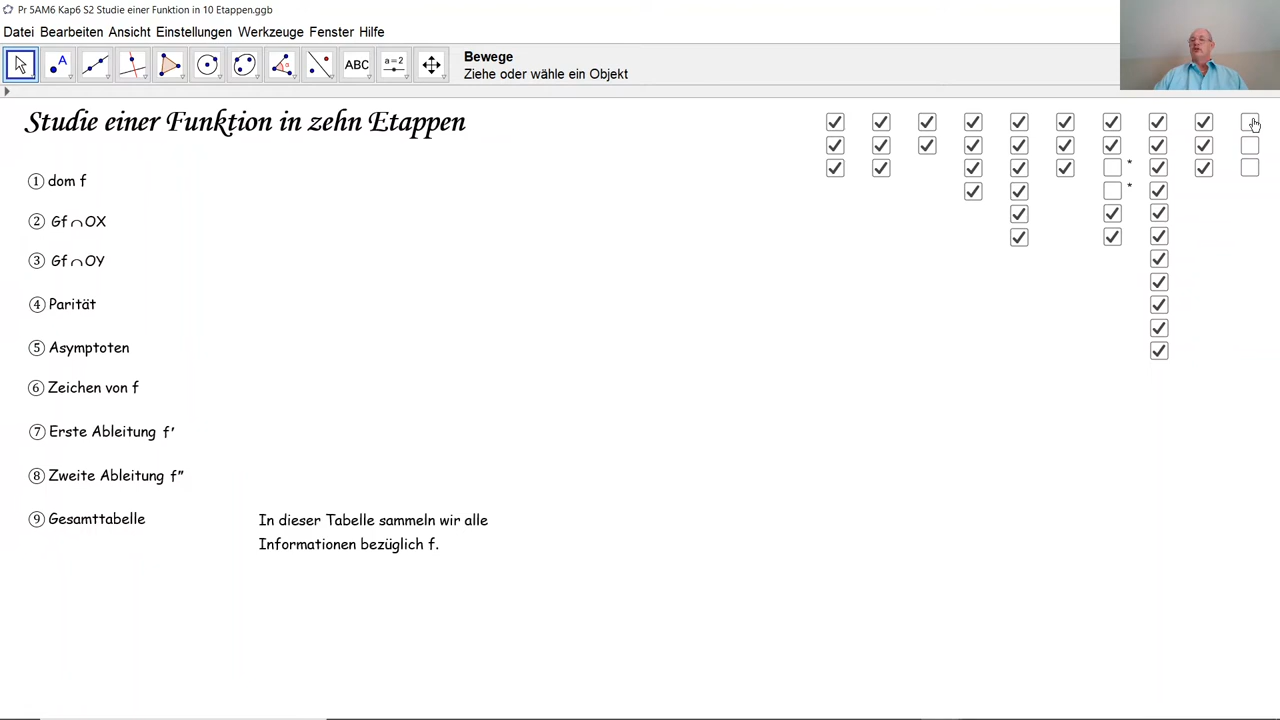 Pr 5AM6 Kap6 S2 Studie einer Funktion in 10 Etappen.ggb
Datei Bearbeiten Ansicht Einstellungen Werkzeuge Fenster Hilfe
A
ABC
a=2
Bewege
Ziehe oder wähle ein Objekt
Studie einer Funktion in zehn Etappen
① dom f
② Gf ∩ OX
③ Gf ∩ OY
④ Parität
⑤ Asymptoten
⑥ Zeichen von f
⑦ Erste Ableitung f'
⑧ Zweite Ableitung f"
⑨ Gesamttabelle
In dieser Tabelle sammeln wir alle
Informationen bezüglich f.
*
*